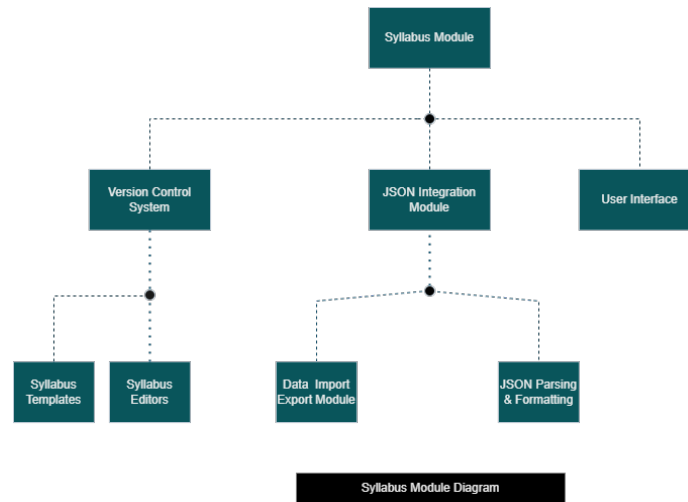 Syllabus Module
Version Control
System
JSON Integration
Module
User Interface
Syllabus
Templates
Syllabus
Editors
Data Import
Export Module
JSON Parsing
& Formatting
Syllabus Module Diagram